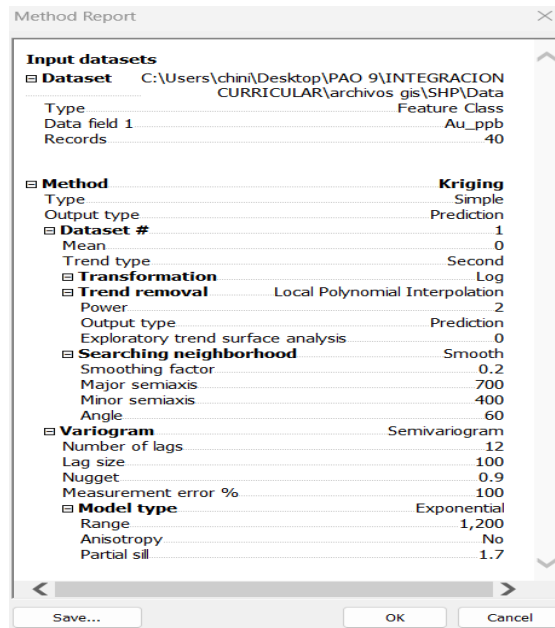 Method Report
Input datasets
Dataset C:\Users\chini\Desktop\PAO 9\INTEGRACION
CURRICULAR\archivos gis\SHP\Data
Type Feature Class
Data field 1 Au_ppb
Records 40
Method Kriging
Type Simple
Output type Prediction
Dataset # 1
Mean 0
Trend type Second
Transformation Log
Trend removal Local Polynomial Interpolation
Power 2
Output type Prediction
Exploratory trend surface analysis 0
Searching neighborhood Smooth
Smoothing factor 0.2
Major semiaxis 700
Minor semiaxis 400
Angle 60
Variogram Semivariogram
Number of lags 12
Lag size 100
Nugget 0.9
Measurement error % 100
Model type Exponential
Range 1,200
Anisotropy No
Partial sill 1.7
Save... OK Cancel